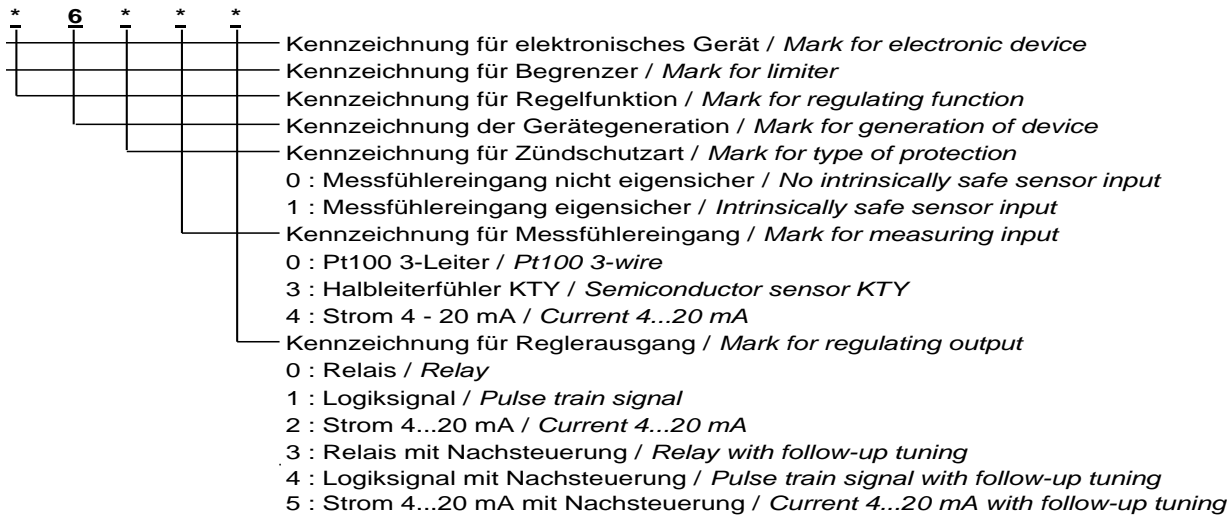 * 6 * * *
Kennzeichnung für elektronisches Gerät / Mark for electronic device
Kennzeichnung für Begrenzer / Mark for limiter
Kennzeichnung für Regelfunktion / Mark for regulating function
Kennzeichnung der Gerätegeneration / Mark for generation of device
Kennzeichnung für Zündschutzart / Mark for type of protection
0 : Messfühlereingang nicht eigensicher / No intrinsically safe sensor input
1 : Messfühlereingang eigensicher / Intrinsically safe sensor input
Kennzeichnung für Messfühlereingang / Mark for measuring input
0 : Pt100 3-Leiter / Pt100 3-wire
3 : Halbleiterfühler KTY / Semiconductor sensor KTY
4 : Strom 4 - 20 mA / Current 4...20 mA
Kennzeichnung für Reglerausgang / Mark for regulating output
0 : Relais / Relay
1 : Logiksignal / Pulse train signal
2 : Strom 4...20 mA / Current 4...20 mA
3 : Relais mit Nachsteuerung / Relay with follow-up tuning
4 : Logiksignal mit Nachsteuerung / Pulse train signal with follow-up tuning
5 : Strom 4...20 mA mit Nachsteuerung / Current 4...20 mA with follow-up tuning